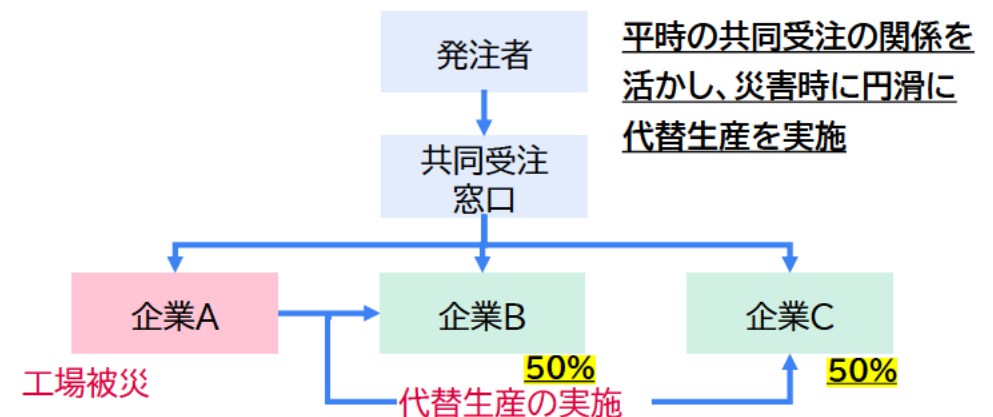 発注者
平時の共同受注の関係を
活かし、災害時に円滑に
代替生産を実施
共同受注
窓口
企業A
企業B
企業C
工場被災
50%
50%
代替生産の実施